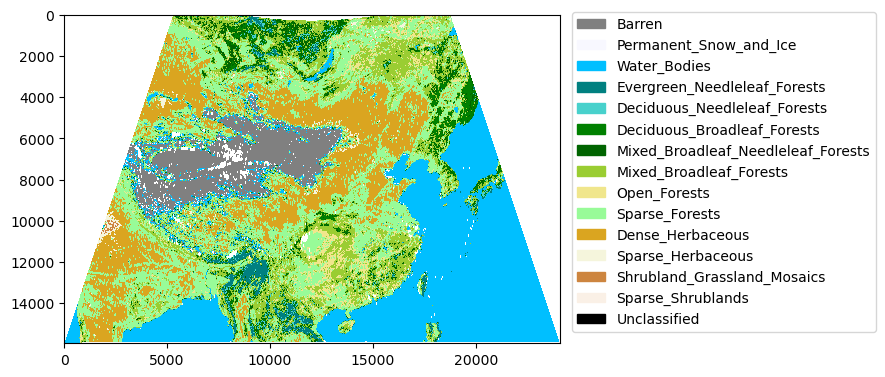 0
2000
4000
6000
8000
10000
12000
14000
0
5000
10000
15000
20000
Barren
Permanent_Snow_and_Ice
Water_Bodies
Evergreen_Needleleaf_Forests
Deciduous_Needleleaf_Forests
Deciduous_Broadleaf_Forests
Mixed_Broadleaf_Needleleaf_Forests
Mixed_Broadleaf_Forests
Open_Forests
Sparse_Forests
Dense_Herbaceous
Sparse_Herbaceous
Shrubland_Grassland_Mosaics
Sparse_Shrublands
Unclassified